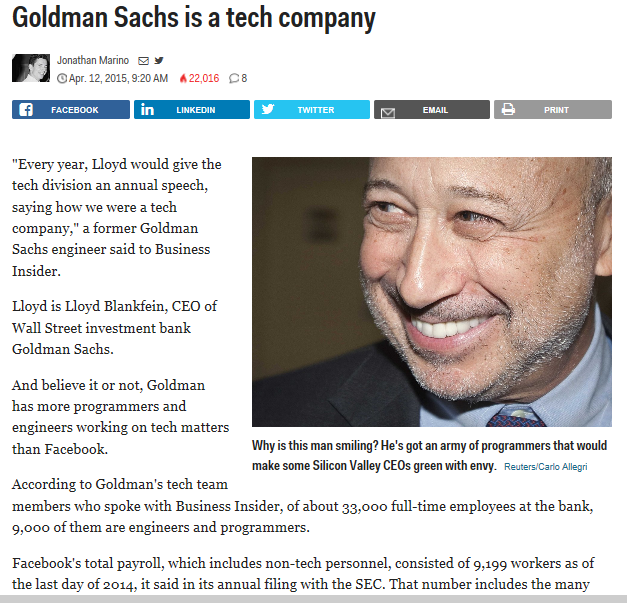 Goldman Sachs is a tech company
Jonathan Marino
Apr. 12, 2015, 9:20 AM 22,016 8
FACEBOOK
LINKEDIN
TWITTER
EMAIL
PRINT
"Every year, Lloyd would give the
tech division an annual speech,
saying how we were a tech
company," a former Goldman
Sachs engineer said to Business
Insider.
Lloyd is Lloyd Blankfein, CEO of
Wall Street investment bank
Goldman Sachs.
And believe it or not, Goldman
has more programmers and
engineers working on tech matters
than Facebook.
Why is this man smiling? He's got an army of programmers that would
make some Silicon Valley CEOs green with envy. Reuters/Carlo Allegri
According to Goldman's tech team
members who spoke with Business Insider, of about 33,000 full-time employees at the bank,
9,000 of them are engineers and programmers.
Facebook's total payroll, which includes non-tech personnel, consisted of 9,199 workers as of
the last day of 2014, it said in its annual filing with the SEC. That number includes the many